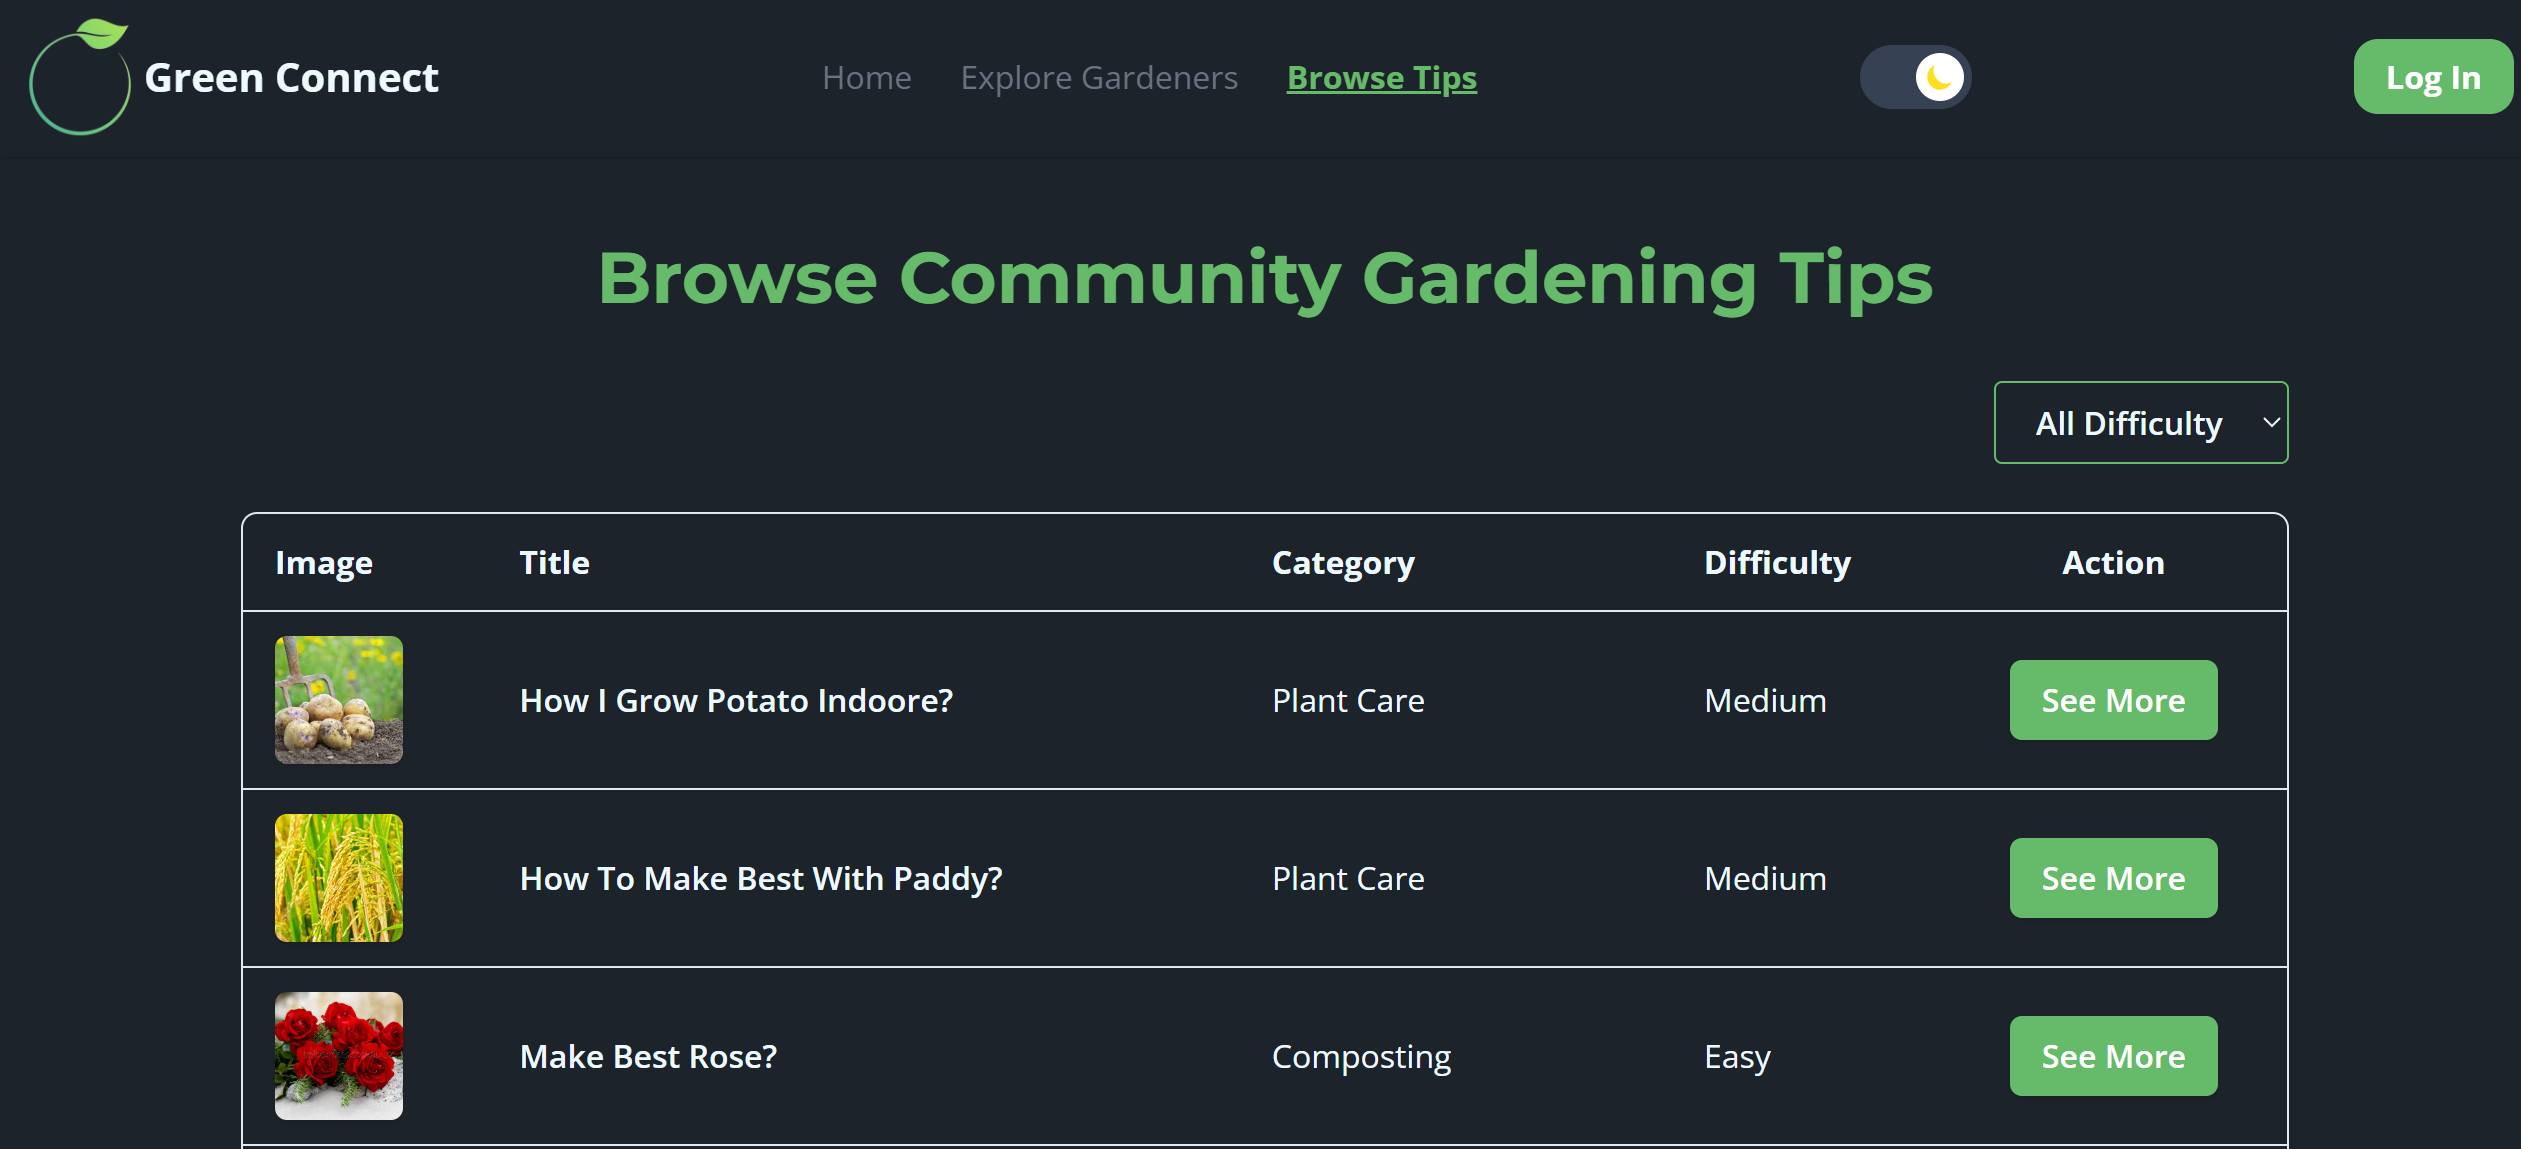 Green Connect
Home Explore Gardeners Browse Tips
Log In
Browse Community Gardening Tips
All Difficulty
Image Title Category Difficulty Action
How I Grow Potato Indoore? Plant Care Medium See More
How To Make Best With Paddy? Plant Care Medium See More
Make Best Rose? Composting Easy See More